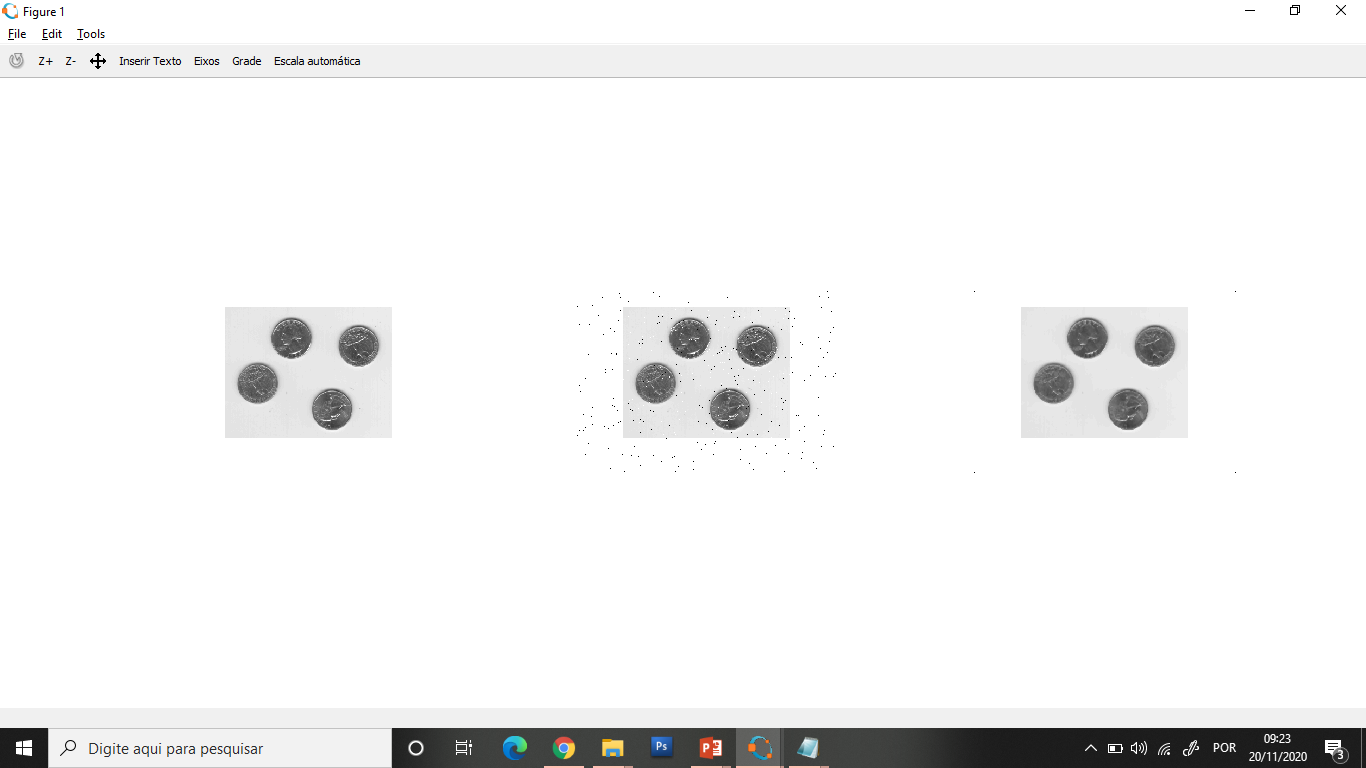 Figure 1
File Edit Tools
Z+ Z- Inserir Texto Eixos Grade Escala automática
Digite aqui para pesquisar
Ps
POR
09:23
20/11/2020
3